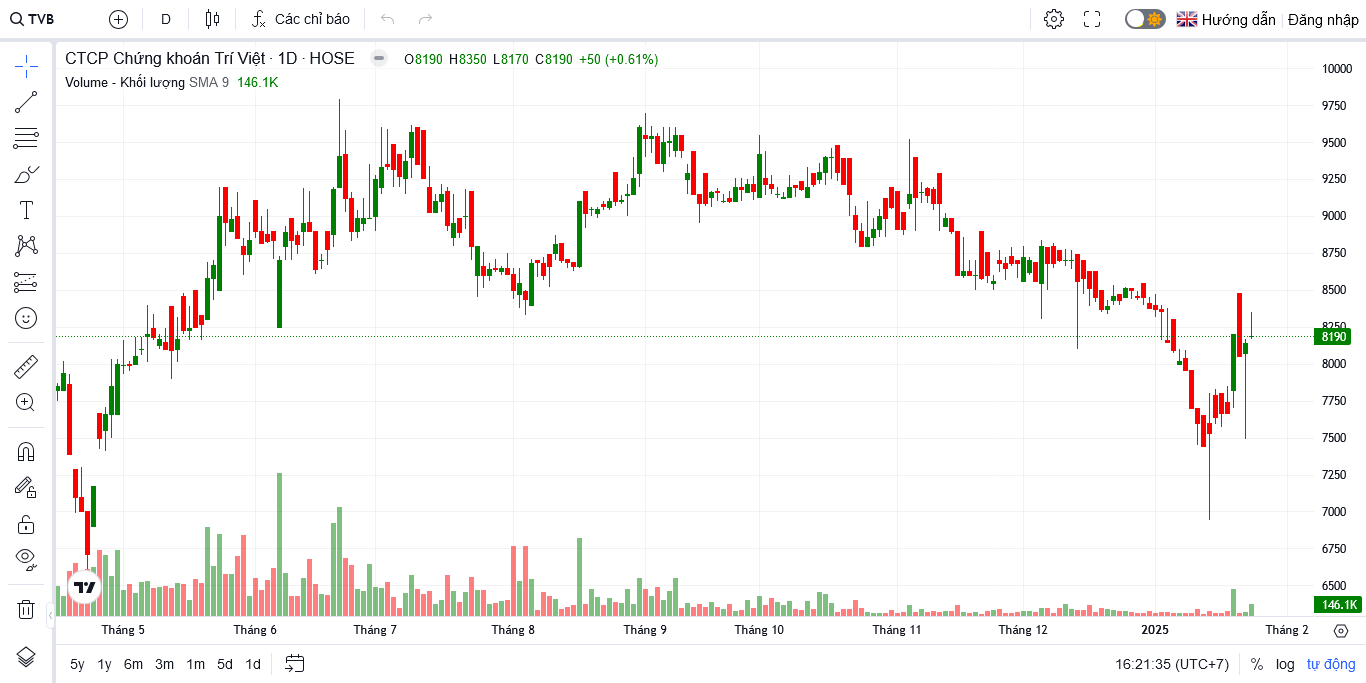 TVB D Các chỉ báo Hướng dẫn Đăng nhập
CTCP Chứng khoán Trí Việt · 1D · HOSE O8190 H8350 L8170 C8190 +50 (+0.61%)
Volume - Khối lượng SMA 9 146.1K
10000
9750
9500
9250
9000
8750
8500
8250
8190
8000
7750
7500
7250
7000
6750
6500
146.1K
Tháng 5 Tháng 6 Tháng 7 Tháng 8 Tháng 9 Tháng 10 Tháng 11 Tháng 12 2025 Tháng 2
5y 1y 6m 3m 1m 5d 1d 16:21:35 (UTC+7) % log tự động